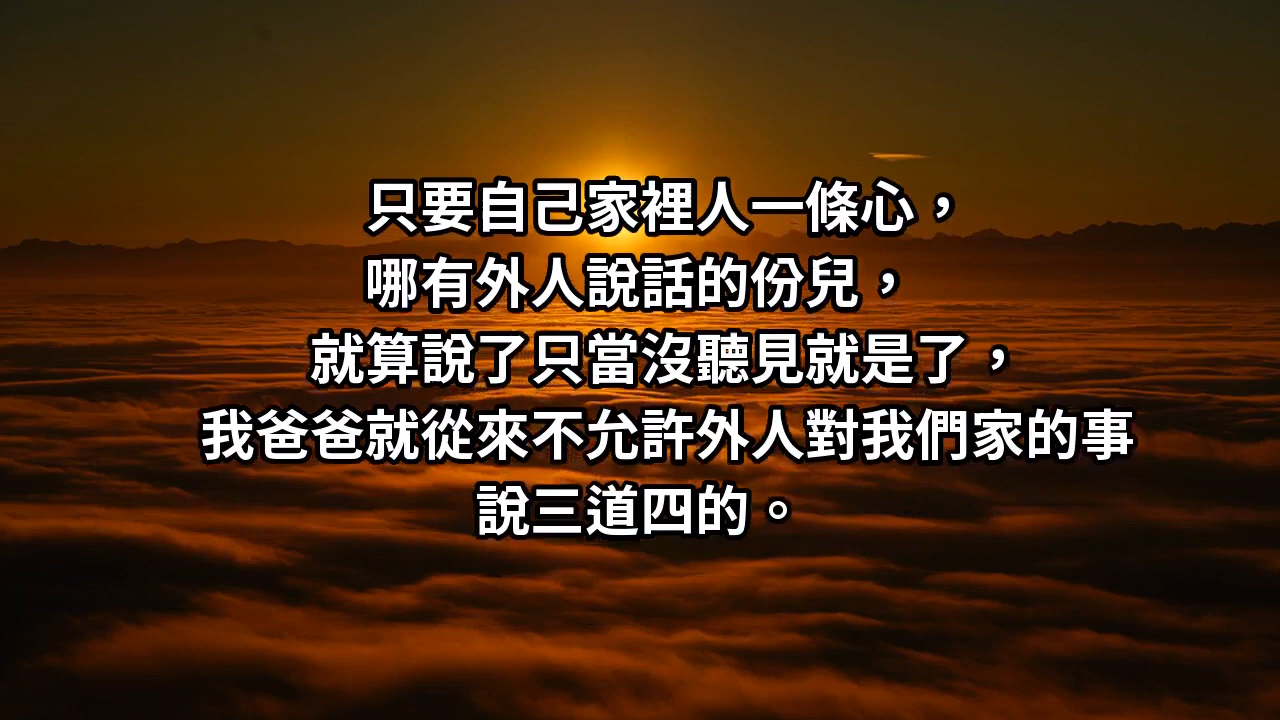 只要自己家裡人一條心，
哪有外人說話的份兒，
就算說了只當沒聽見就是了，
我爸爸就從來不允許外人對我們家的事
說三道四的。